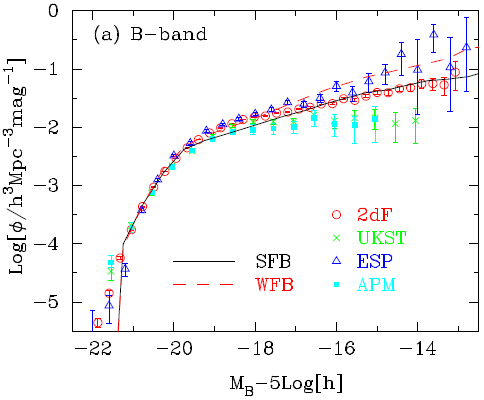 (a) B-band
0
−1
−2
−3
−4
−5
Log[ϕ/h³Mpc⁻³mag⁻¹]
2dF
UKST
SFB ESP
WFB APM
−22 −20 −18 −16 −14
M_B−5Log[h]